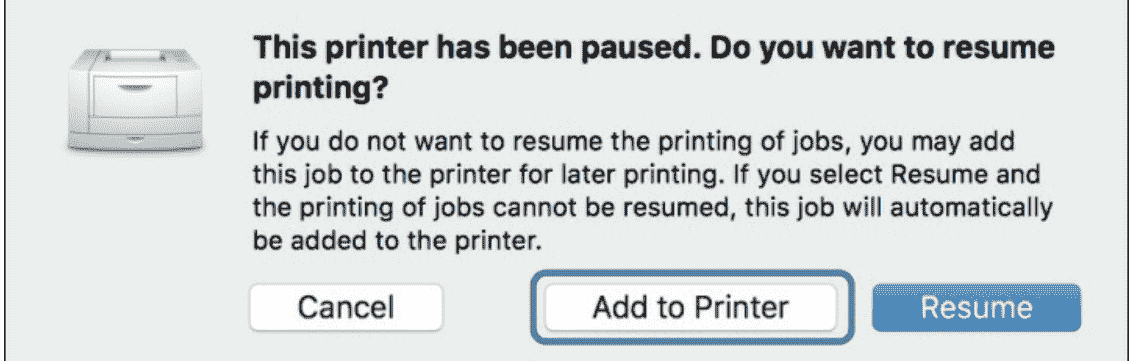 This printer has been paused. Do you want to resume
printing?
If you do not want to resume the printing of jobs, you may add
this job to the printer for later printing. If you select Resume and
the printing of jobs cannot be resumed, this job will automatically
be added to the printer.
Cancel
Add to Printer
Resume